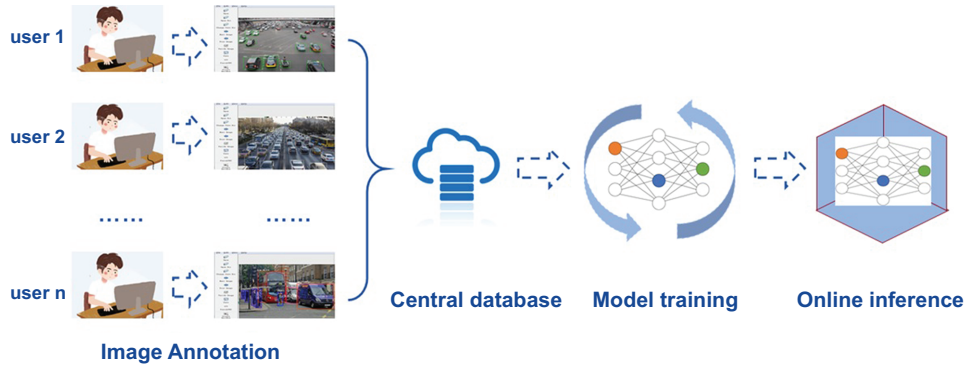 user 1
user 2
……
……
user n
Central database
Model training
Online inference
Image Annotation